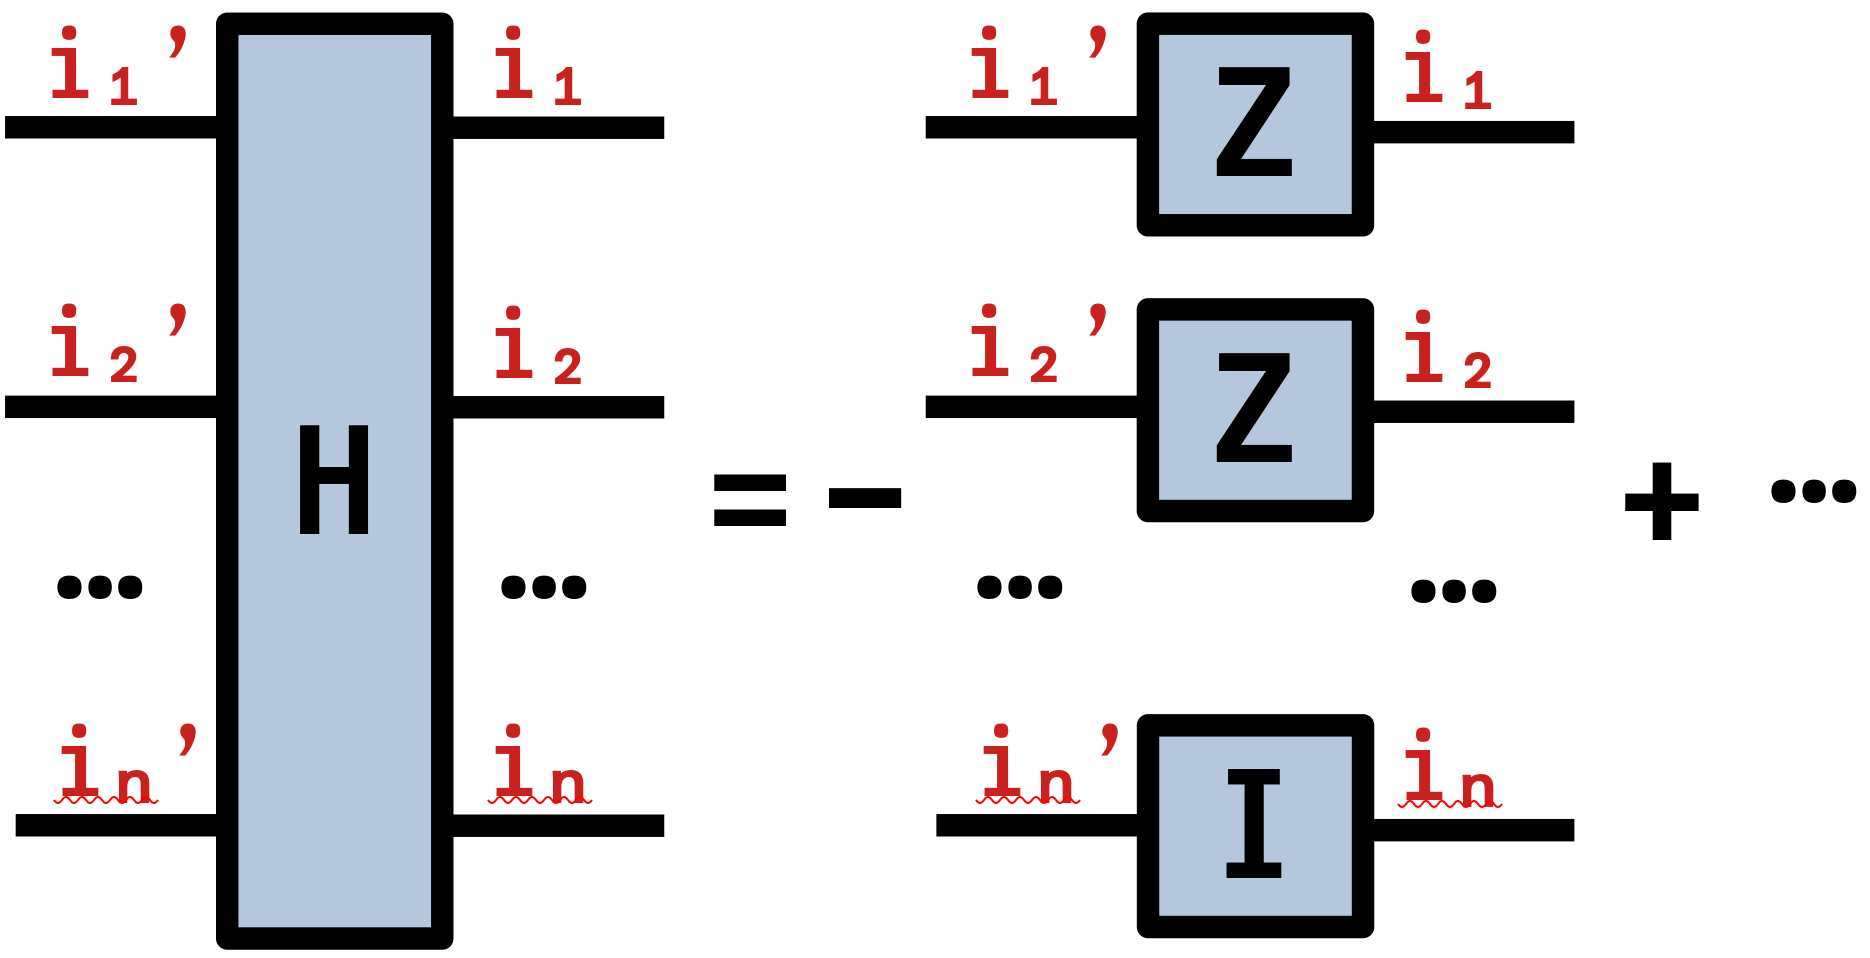 i₁’ H i₁ = − i₁’ Z i₁ + ...
i₂’ i₂ i₂’ Z i₂
... ... ... ...
iₙ’ iₙ iₙ’ I iₙ